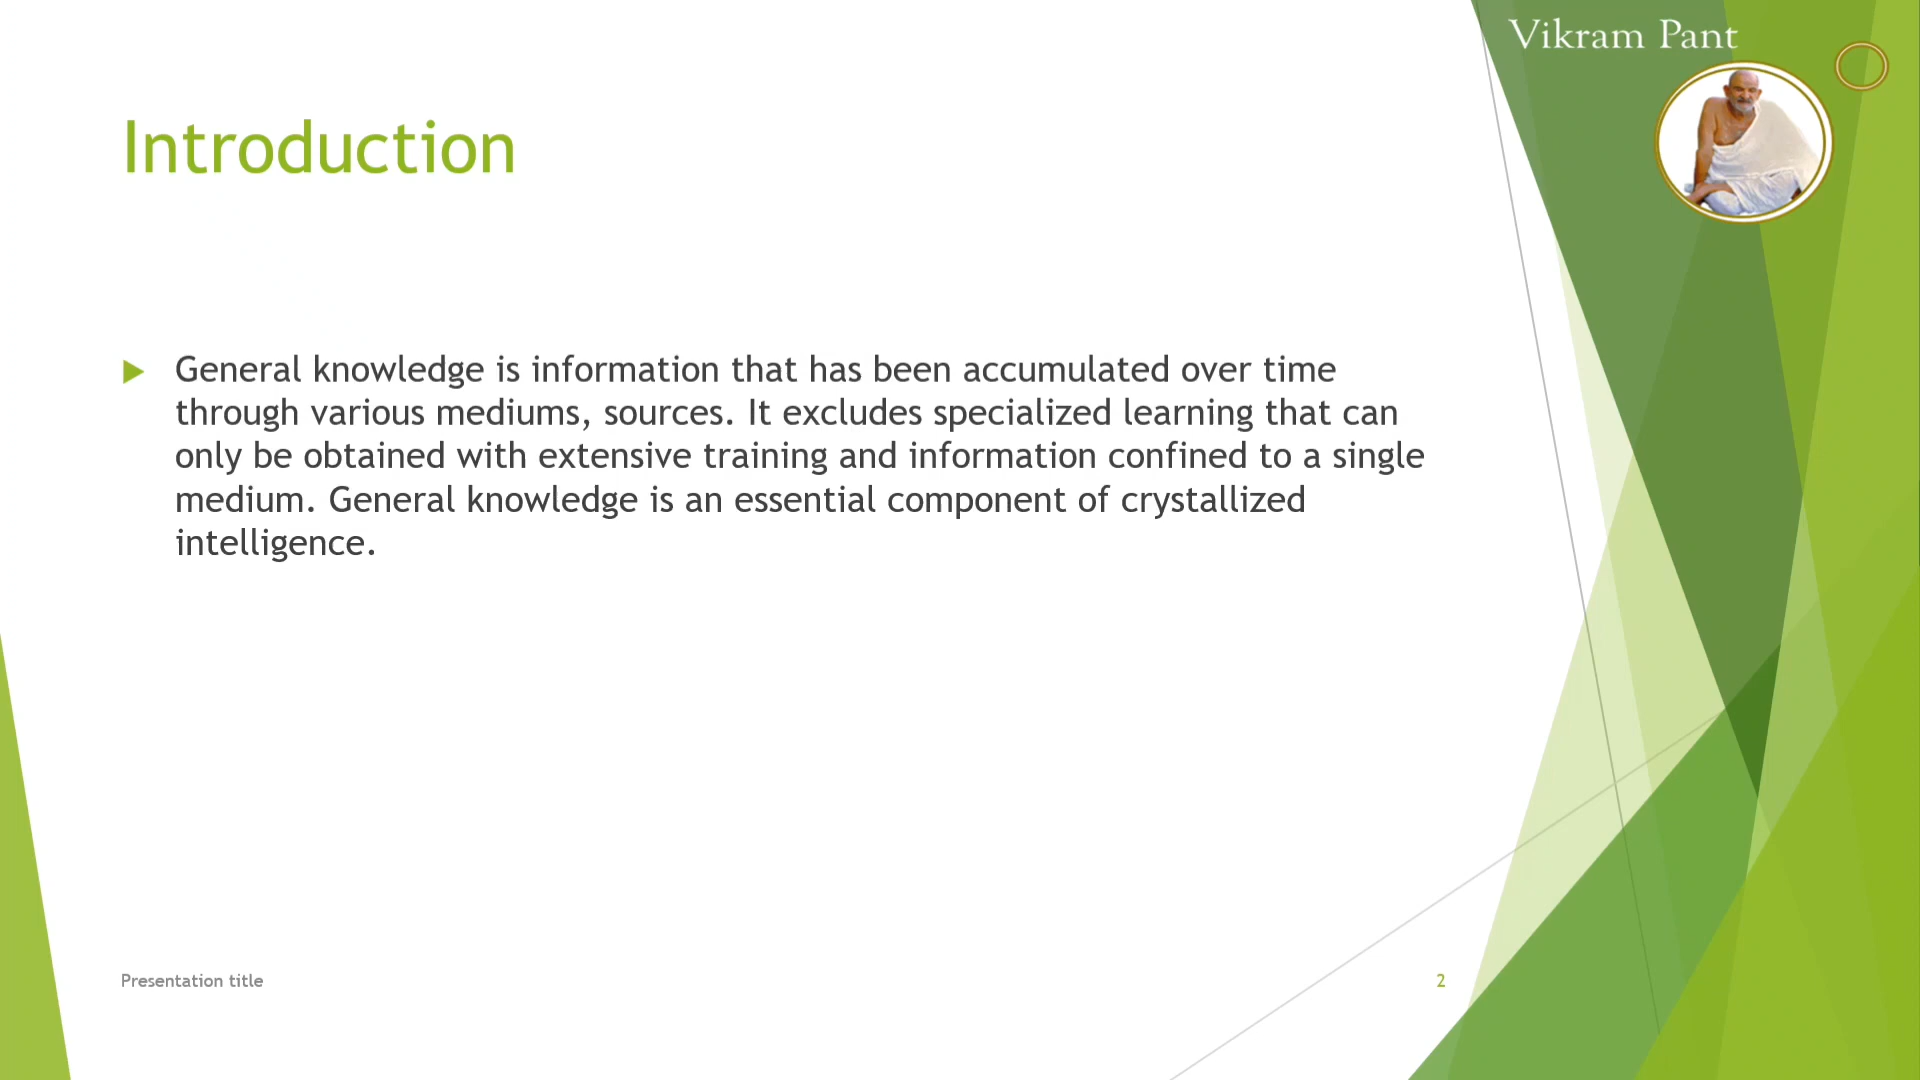 Vikram Pant
Introduction
General knowledge is information that has been accumulated over time
through various mediums, sources. It excludes specialized learning that can
only be obtained with extensive training and information confined to a single
medium. General knowledge is an essential component of crystallized
intelligence.
Presentation title
2